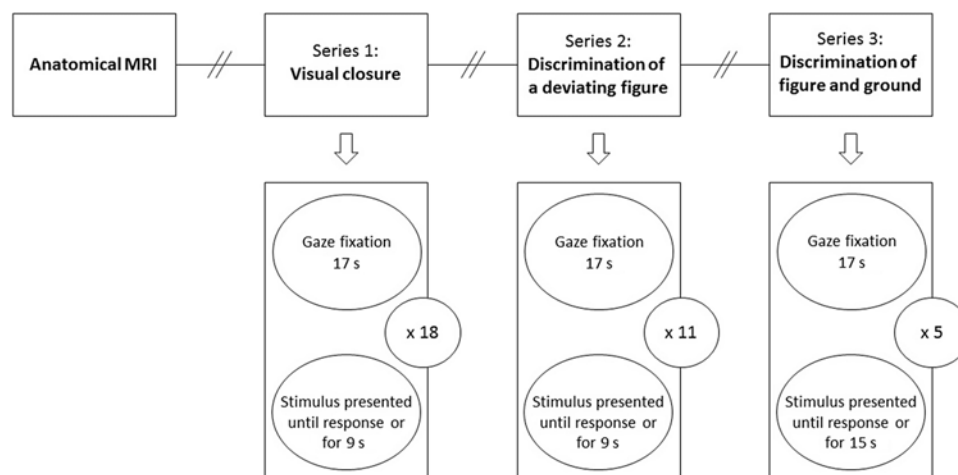 Anatomical MRI
Series 1:
Visual closure
Series 2:
Discrimination of
a deviating figure
Series 3:
Discrimination of
figure and ground
Gaze fixation
17 s
x 18
Stimulus presented
until response or
for 9 s
Gaze fixation
17 s
x 11
Stimulus presented
until response or
for 9 s
Gaze fixation
17 s
x 5
Stimulus presented
until response or
for 15 s